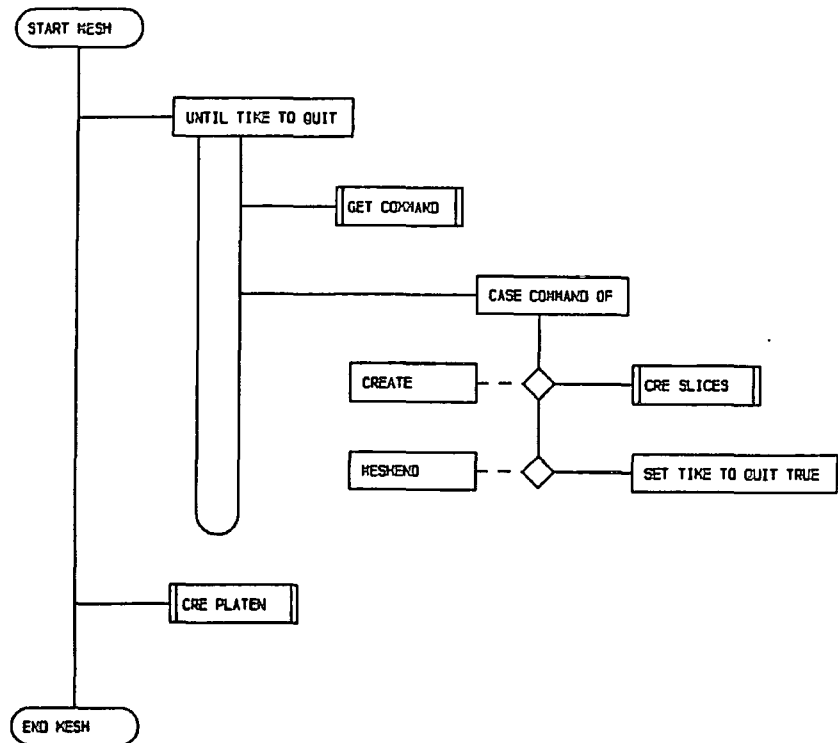 START MESH
UNTIL TIME TO QUIT
GET COMMAND
CASE COMMAND OF
CREATE
CRE SLICES
MESHEND
SET TIME TO QUIT TRUE
CRE PLATEN
END MESH